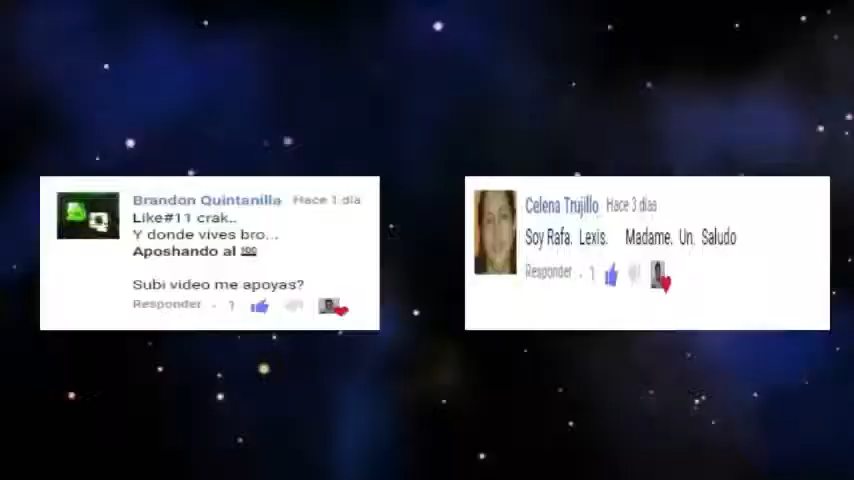 Brandon Quintanilla Hace 1 día
Like#11 crak..
Y donde vives bro...
Aposhando al 💯
Subi video me apoyas?
Responder . 1
Celena Trujillo Hace 3 días
Soy Rafa. Lexis. Madame. Un. Saludo
Responder . 1